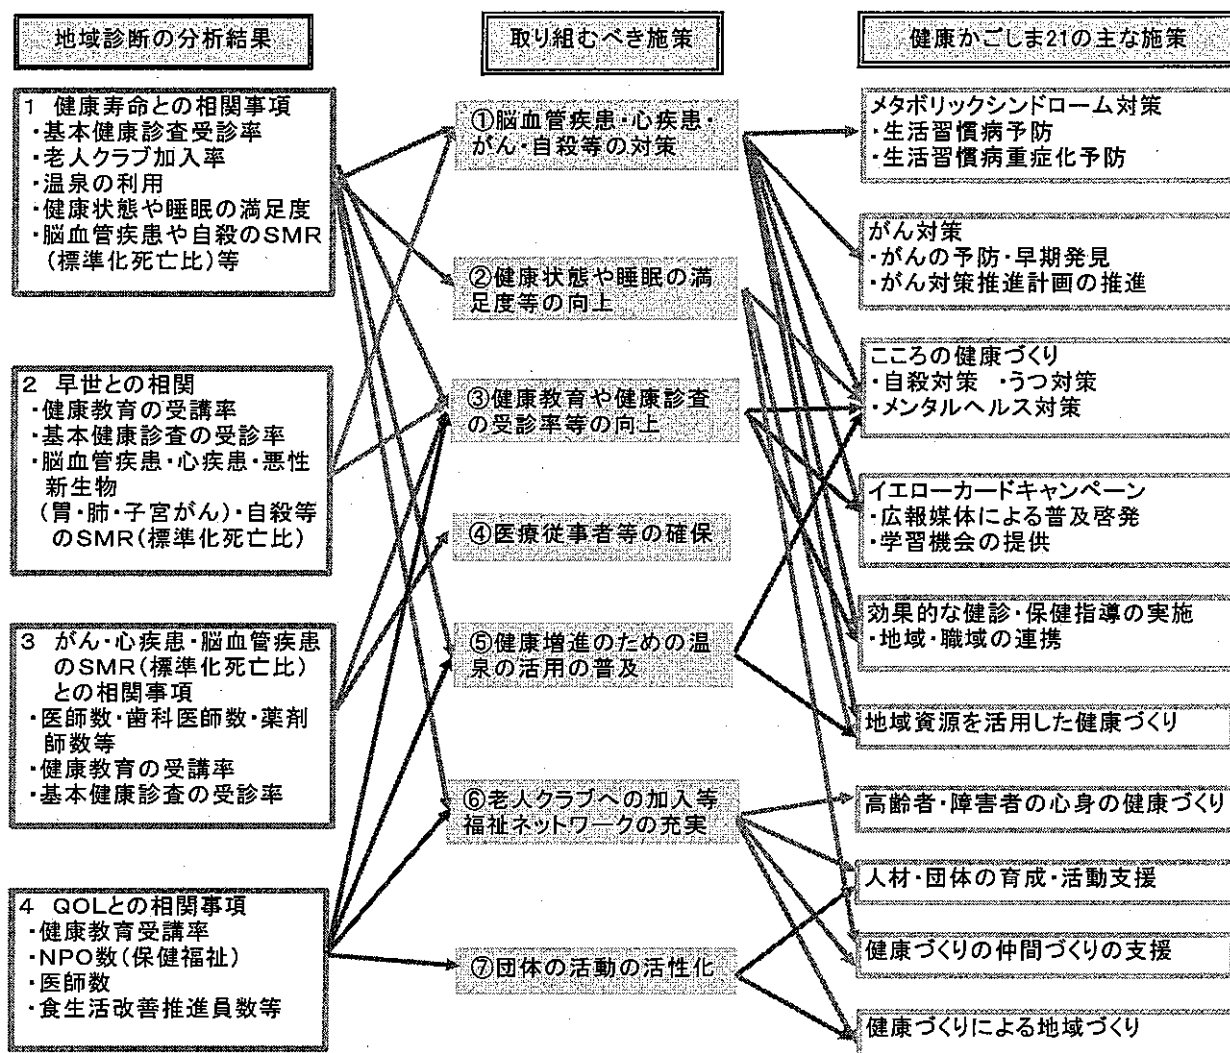 地域診断の分析結果
1 健康寿命との相関事項
・基本健康診査受診率
・老人クラブ加入率
・温泉の利用
・健康状態や睡眠の満足度
・脳血管疾患や自殺のSMR
(標準化死亡比)等
2 早世との相関
・健康教育の受講率
・基本健康診査の受診率
・脳血管疾患・心疾患・悪性
新生物
(胃・肺・子宮がん)・自殺等
のSMR(標準化死亡比)
3 がん・心疾患・脳血管疾患
のSMR(標準化死亡比)
との相関事項
・医師数・歯科医師数・薬剤
師数等
・健康教育の受講率
・基本健康診査の受診率
4 QOLとの相関事項
・健康教育受講率
・NPO数(保健福祉)
・医師数
・食生活改善推進員数等
取り組むべき施策
①脳血管疾患・心疾患・
がん・自殺等の対策
②健康状態や睡眠の満
足度等の向上
③健康教育や健康診査
の受診率等の向上
④医療従事者等の確保
⑤健康増進のための温
泉の活用の普及
⑥老人クラブへの加入等
福祉ネットワークの充実
⑦団体の活動の活性化
健康かごしま21の主な施策
メタボリックシンドローム対策
・生活習慣病予防
・生活習慣病重症化予防
がん対策
・がんの予防・早期発見
・がん対策推進計画の推進
こころの健康づくり
・自殺対策 ・うつ対策
・メンタルヘルス対策
イエローカードキャンペーン
・広報媒体による普及啓発
・学習機会の提供
効果的な健診・保健指導の実施
・地域・職域の連携
地域資源を活用した健康づくり
高齢者・障害者の心身の健康づくり
人材・団体の育成・活動支援
健康づくりの仲間づくりの支援
健康づくりによる地域づくり